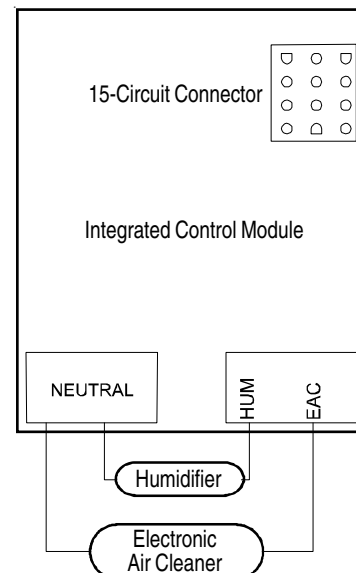 15-Circuit Connector
Integrated Control Module
NEUTRAL
HUM
EAC
Humidifier
Electronic
Air Cleaner